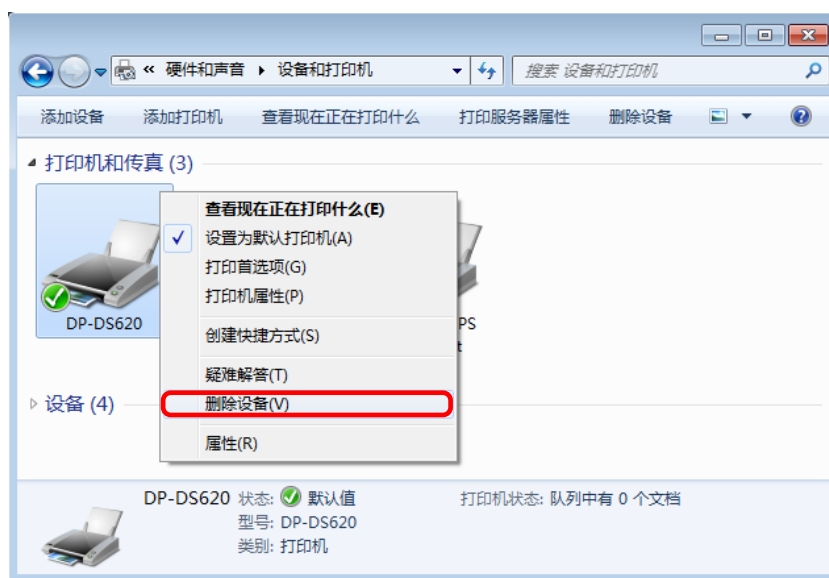 « 硬件和声音 ▸ 设备和打印机
搜索 设备和打印机
添加设备 添加打印机 查看现在正在打印什么 打印服务器属性 删除设备
打印机和传真 (3)
查看现在正在打印什么(E)
设置为默认打印机(A)
打印首选项(G)
打印机属性(P)
创建快捷方式(S)
疑难解答(T)
删除设备(V)
属性(R)
DP-DS620
PS
t
设备 (4)
DP-DS620 状态: 默认值 打印机状态: 队列中有 0 个文档
型号: DP-DS620
类别: 打印机